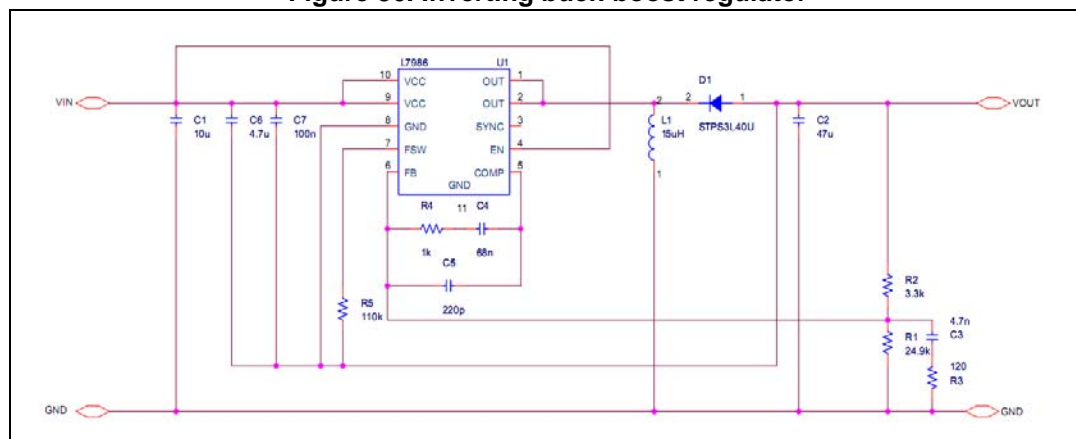 Figure 36. Inverting buck-boost regulator
L7986 U1
10 VCC OUT 1
9 VCC OUT 2
8 GND SYNC 3
7 FSW EN 4
6 FB COMP 5
GND
11
VIN
C1
10u
C6
4.7u
C7
100n
2
L1
15uH
1
D1
2 1
STPS3L40U
C2
47u
VOUT
R4
1k
C4
68n
C5
220p
R5
110k
R2
3.3k
R1
24.9k
4.7n
C3
120
R3
GND
GND